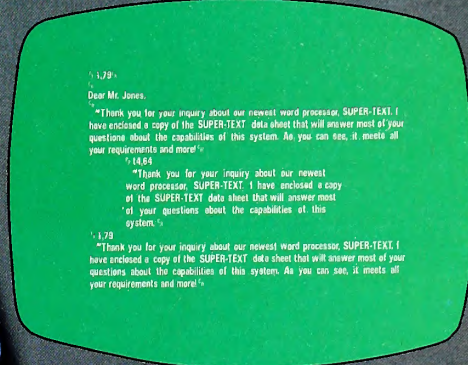 1,79
Dear Mr. Jones.
"Thank you for your inquiry about our newest word processor, SUPER-TEXT. I
have enclosed a copy of the SUPER-TEXT data sheet that will answer most of your
questions about the capabilities of this system. As you can see, it meets all
your requirements and more!
14,64
"Thank you for your inquiry about our newest
word processor, SUPER-TEXT. I have enclosed a copy
of the SUPER-TEXT data sheet that will answer most
of your questions about the capabilities of this
system.
1,79
"Thank you for your inquiry about our newest word processor, SUPER-TEXT. I
have enclosed a copy of the SUPER-TEXT data sheet that will answer most of your
questions about the capabilities of this system. As you can see, it meets all
your requirements and more!